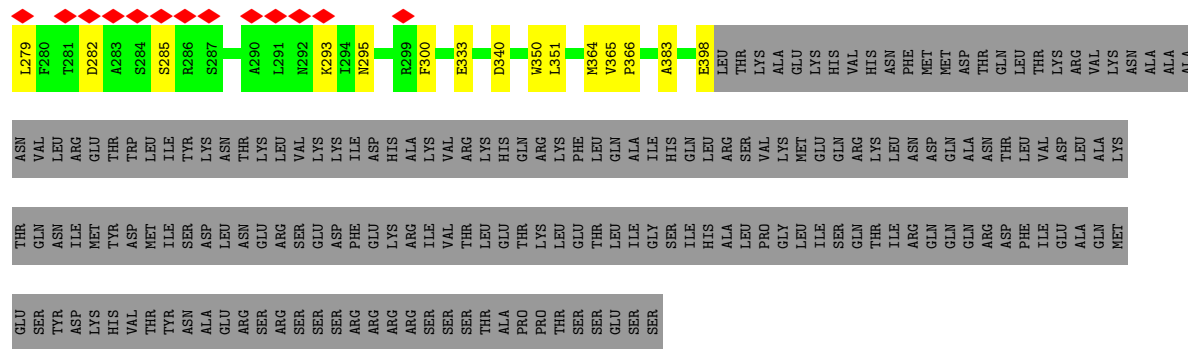 L279 F280 T281 D282 A283 S284 S285 R286 S287 A290 L291 N292 K293 I294 N295 R299 F300 E333 D340 W350 L351 M364 V365 P366 A383 E398 LEU THR LYS ALA GLU LYS HIS VAL HIS ASN PHE MET MET ASP THR GLN LEU THR LYS ARG VAL LYS ASN ALA ALA ALA
ASN VAL LEU ARG GLU THR TRP LEU ILE TYR LYS ASN THR LYS LEU VAL LYS LYS ILE ASP HIS ALA LYS VAL ARG LYS HIS GLN ARG LYS PHE LEU GLN ALA ILE HIS GLN LEU ARG SER VAL LYS MET GLU GLN ARG LYS LEU ASN ASP GLN ALA ASN THR LEU VAL ASP LEU ALA LYS
THR GLN ASN ILE MET TYR ASP MET ILE SER ASP LEU ASN GLU ARG SER GLU ASP PHE GLU LYS ARG ILE VAL THR LEU GLU THR LYS LEU GLU THR LEU ILE GLY SER ILE HIS ALA LEU PRO GLY LEU ILE SER GLN THR ILE ARG GLN GLN GLN ARG ASP PHE ILE GLU ALA GLN MET
GLU SER TYR ASP LYS HIS VAL THR TYR ASN ALA GLU ARG SER ARG SER SER SER ARG ARG ARG ARG SER SER SER THR ALA PRO PRO THR SER SER GLU SER SER